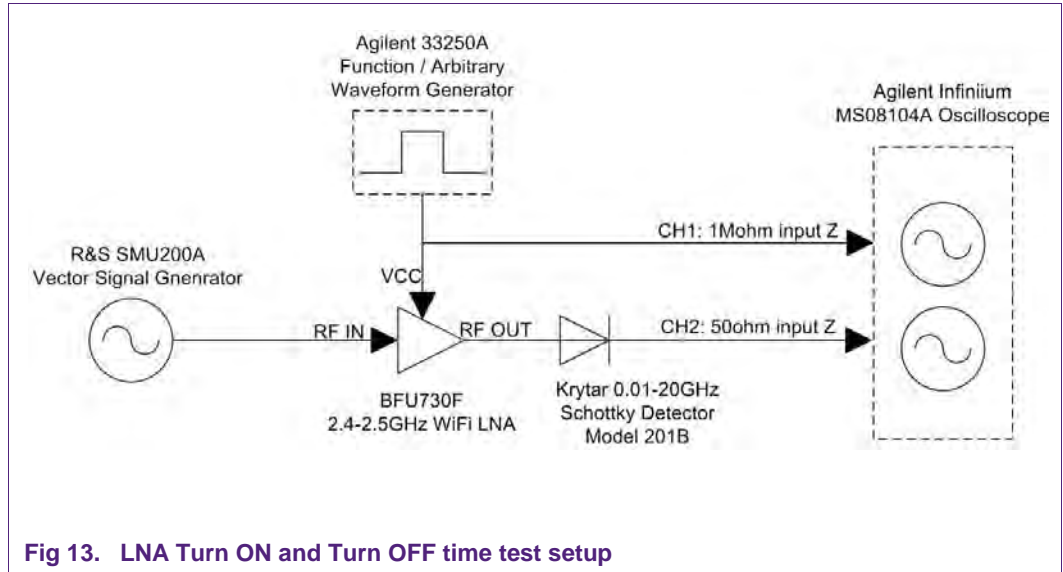 Agilent 33250A
Function / Arbitrary
Waveform Generator
Agilent Infiniium
MS08104A Oscilloscope
CH1: 1Mohm input Z
R&S SMU200A
Vector Signal Gnenrator
VCC
RF IN
RF OUT
CH2: 50ohm input Z
BFU730F
2.4-2.5GHz WiFi LNA
Krytar 0.01-20GHz
Schottky Detector
Model 201B
Fig 13. LNA Turn ON and Turn OFF time test setup